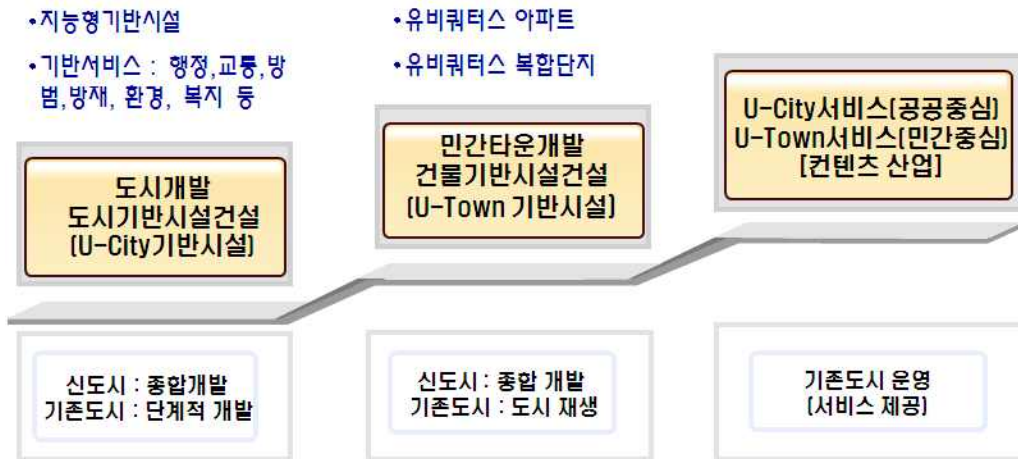 •지능형기반시설
•기반서비스 : 행정,교통,방
범,방재, 환경, 복지 등
도시개발
도시기반시설건설
(U-City기반시설)
신도시 : 종합개발
기존도시 : 단계적 개발
•유비쿼터스 아파트
•유비쿼터스 복합단지
민간타운개발
건물기반시설건설
(U-Town 기반시설)
신도시 : 종합 개발
기존도시 : 도시 재생
U-City서비스(공공중심)
U-Town서비스(민간중심)
[컨텐츠 산업]
기존도시 운영
(서비스 제공)